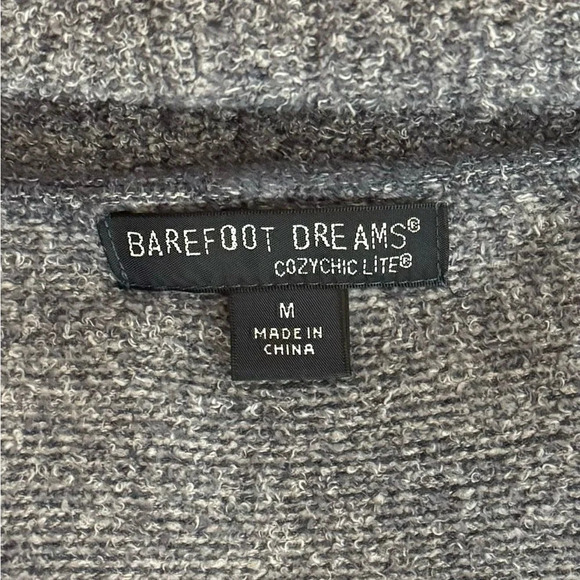 BAREFOOT DREAMS®
COZYCHIC LITE®
M
MADE IN
CHINA